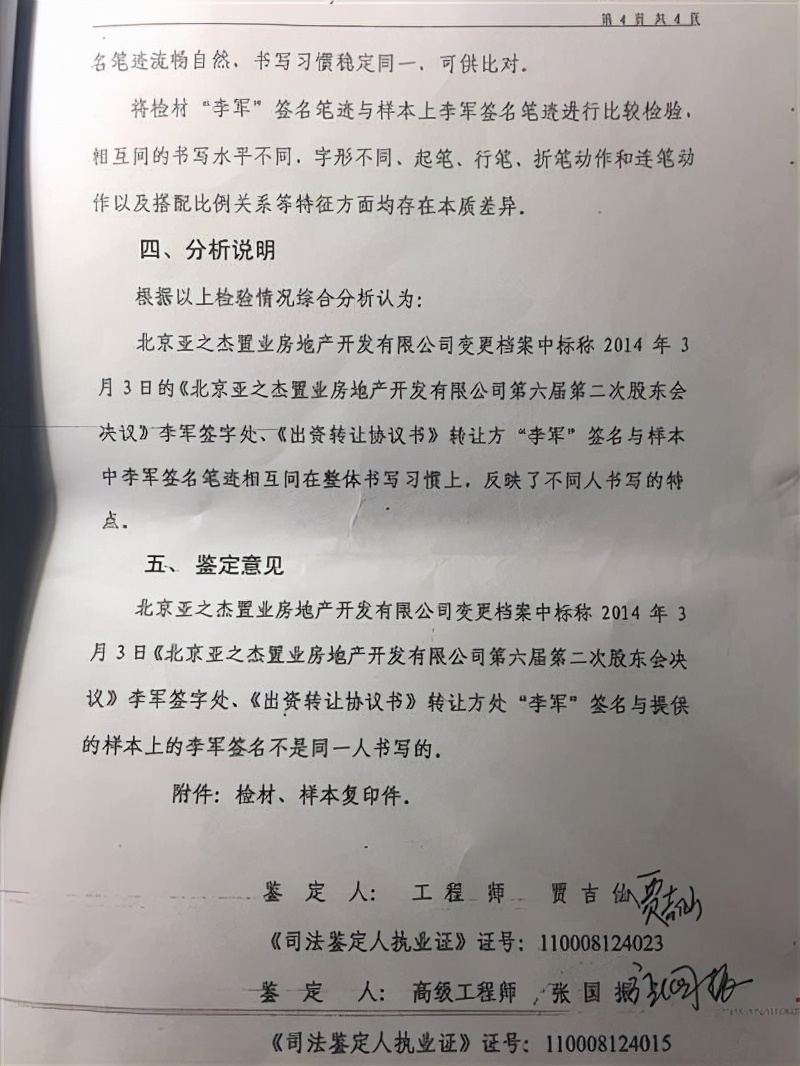 第4页共4页
名笔迹流畅自然，书写习惯稳定同一，可供比对。
将检材“李军”签名笔迹与样本上李军签名笔迹进行比较检验，
相互间的书写水平不同，字形不同、起笔、行笔、折笔动作和连笔动
作以及搭配比例关系等特征方面均存在本质差异。
四、分析说明
根据以上检验情况综合分析认为：
北京亚之杰置业房地产开发有限公司变更档案中标称 2014 年 3
月 3 日的《北京亚之杰置业房地产开发有限公司第六届第二次股东会
决议》李军签字处、《出资转让协议书》转让方“李军”签名与样本
中李军签名笔迹相互间在整体书写习惯上，反映了不同人书写的特
点。
五、鉴定意见
北京亚之杰置业房地产开发有限公司变更档案中标称 2014 年 3
月 3 日《北京亚之杰置业房地产开发有限公司第六届第二次股东会决
议》李军签字处、《出资转让协议书》转让方处“李军”签名与提供
的样本上的李军签名不是同一人书写的。
附件：检材、样本复印件。
鉴定人：工程师 贾吉仙 贾吉仙
《司法鉴定人执业证》证号：110008124023
鉴定人：高级工程师 张国振 张国振
《司法鉴定人执业证》证号：110008124015